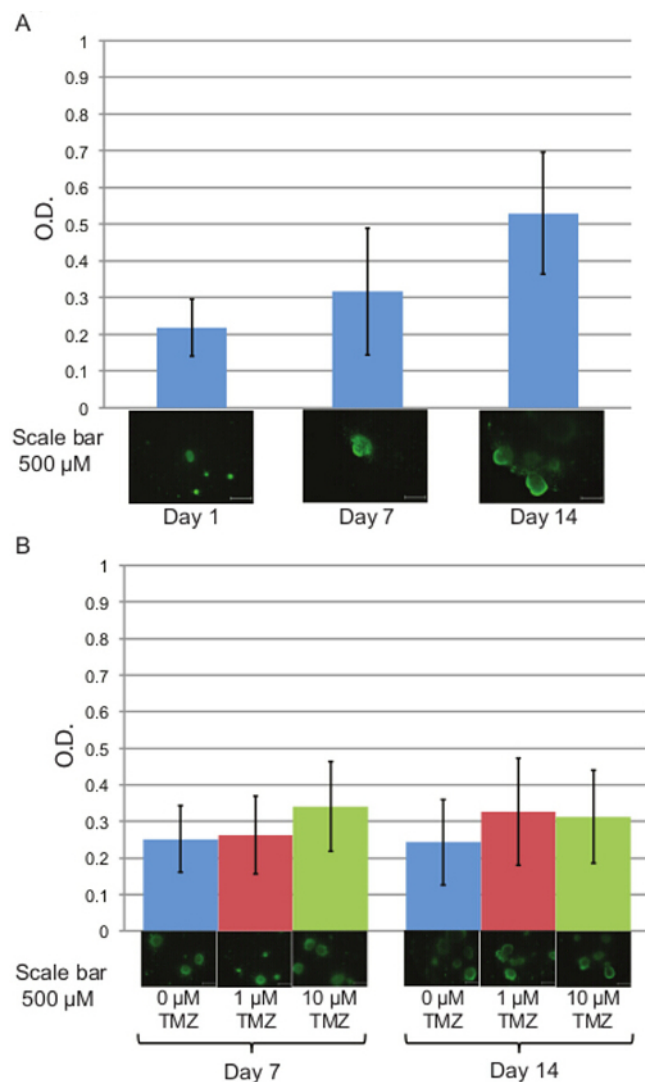 A
1
0.9
0.8
0.7
0.6
0.5
0.4
0.3
0.2
0.1
0
O.D.
Scale bar
500 µM
Day 1 Day 7 Day 14
B
1
0.9
0.8
0.7
0.6
0.5
0.4
0.3
0.2
0.1
0
O.D.
Scale bar
500 µM
0 µM 1 µM 10 µM 0 µM 1 µM 10 µM
TMZ TMZ TMZ TMZ TMZ TMZ
Day 7 Day 14